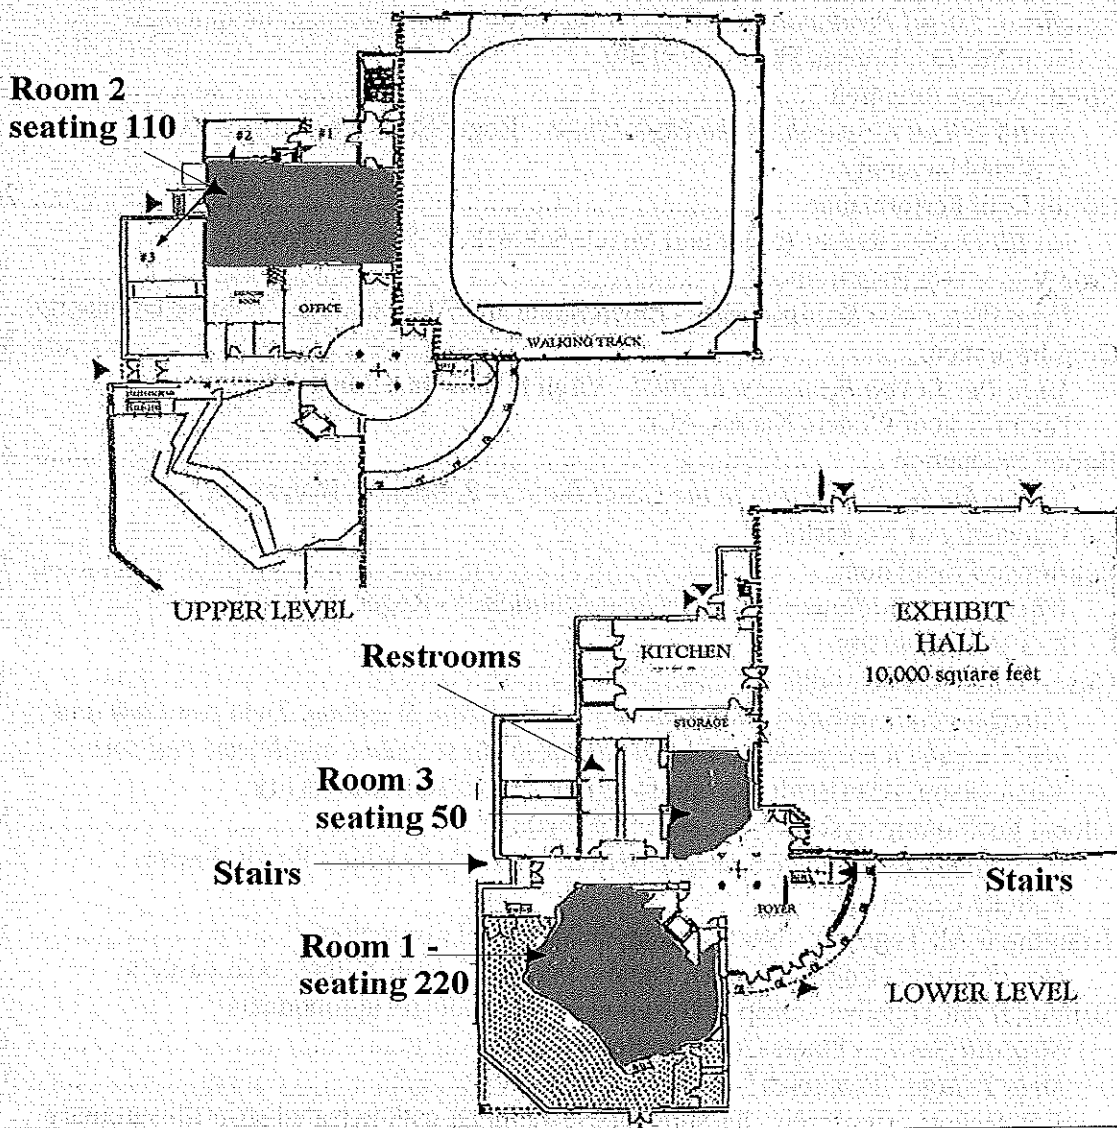 Room 2
seating 110
#2
#1
#3
OFFICE
WALKING TRACK
UPPER LEVEL
EXHIBIT
HALL
10,000 square feet
KITCHEN
Restrooms
STORAGE
Room 3
seating 50
Stairs
Stairs
FOYER
Room 1 -
seating 220
LOWER LEVEL